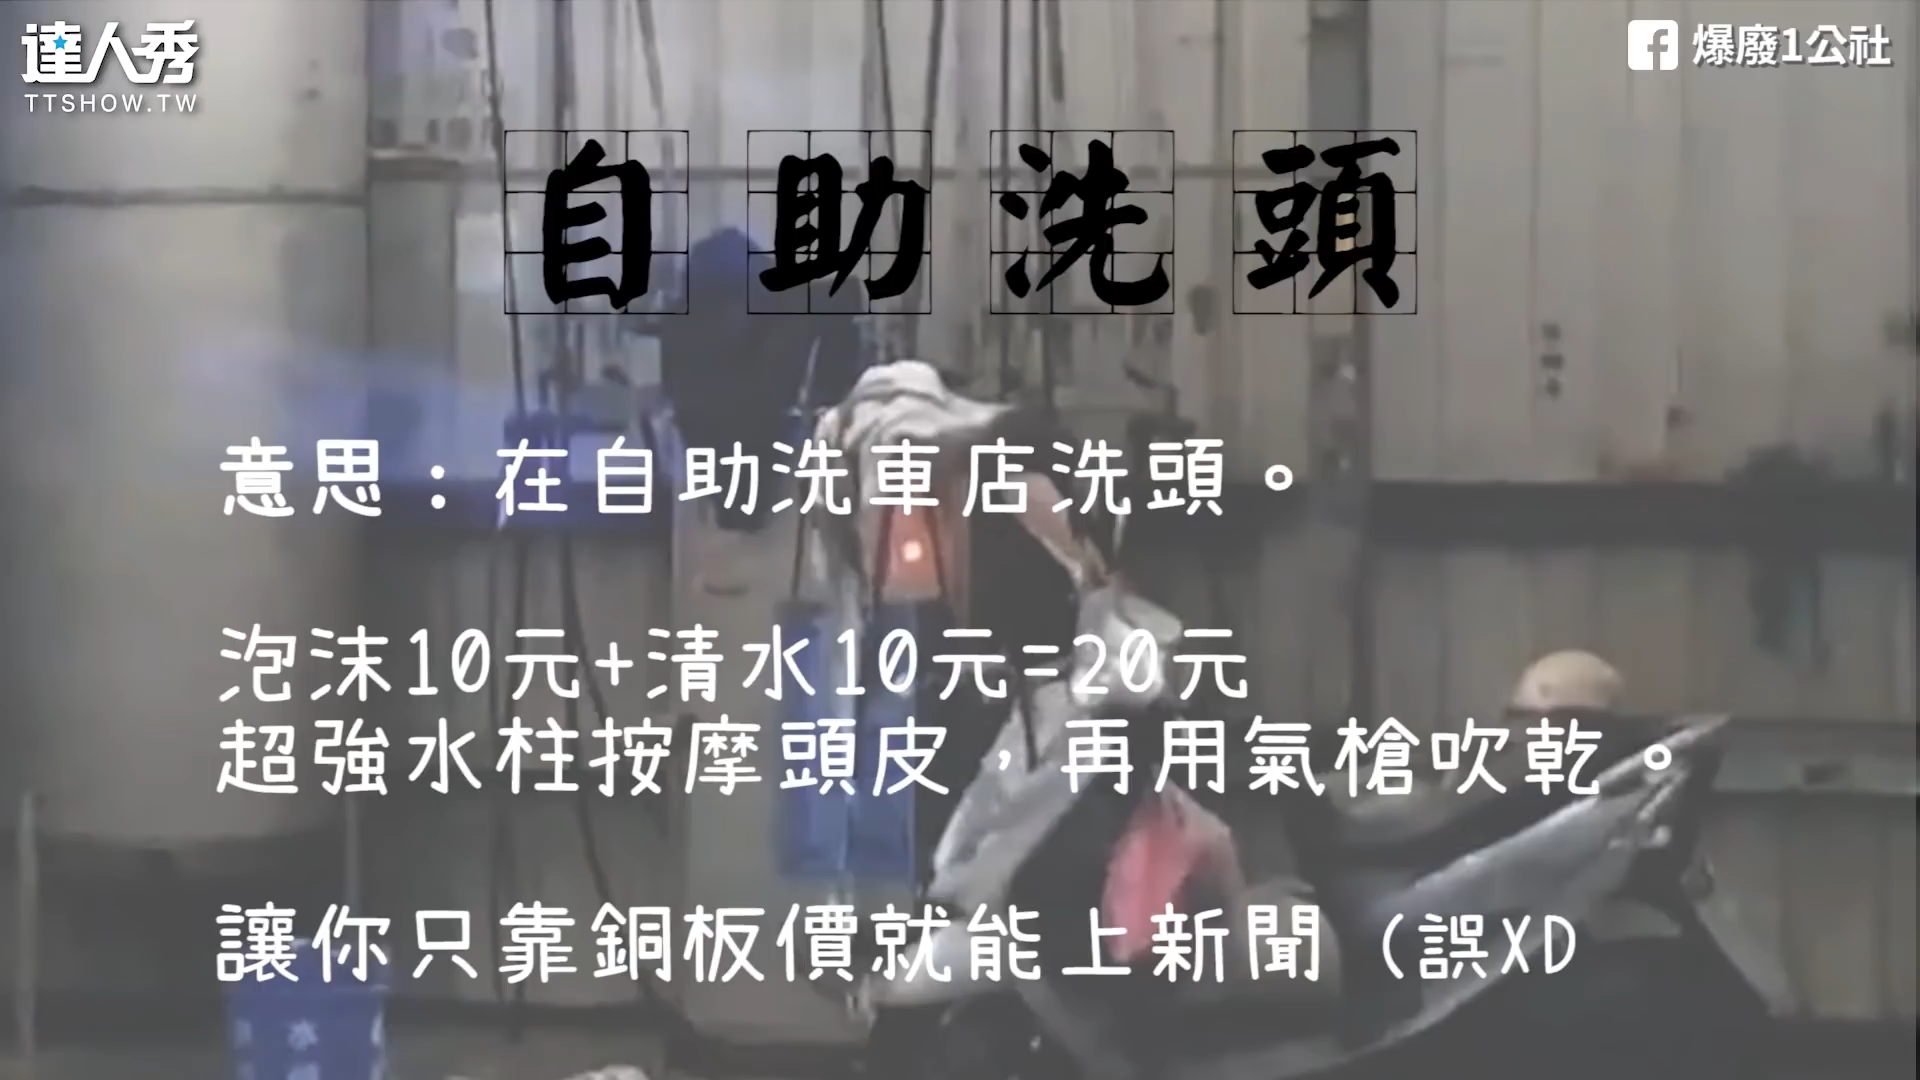 達人秀
TTSHOW.TW
爆廢1公社
自助洗頭
意思：在自助洗車店洗頭。
泡沫10元+清水10元=20元
超強水柱按摩頭皮，再用氣槍吹乾。
讓你只靠銅板價就能上新聞（誤XD
水